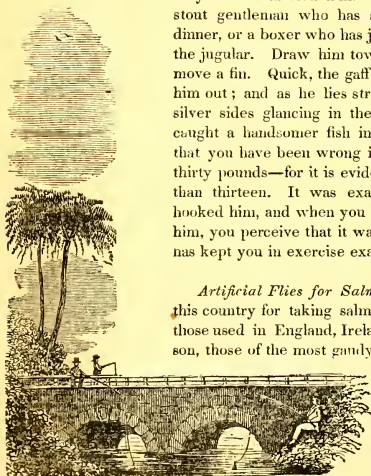 stout gentleman who has
dinner, or a boxer who has j
the jugular. Draw him tow
move a fin. Quick, the gaff
him out; and as he lies str
silver sides glancing in the
caught a handsomer fish in
that you have been wrong i
thirty pounds—for it is evid
than thirteen. It was exa
hooked him, and when you
him, you perceive that it wa
has kept you in exercise exa
Artificial Flies for Salm
this country for taking salm
those used in England, Irela
son, those of the most gaudy